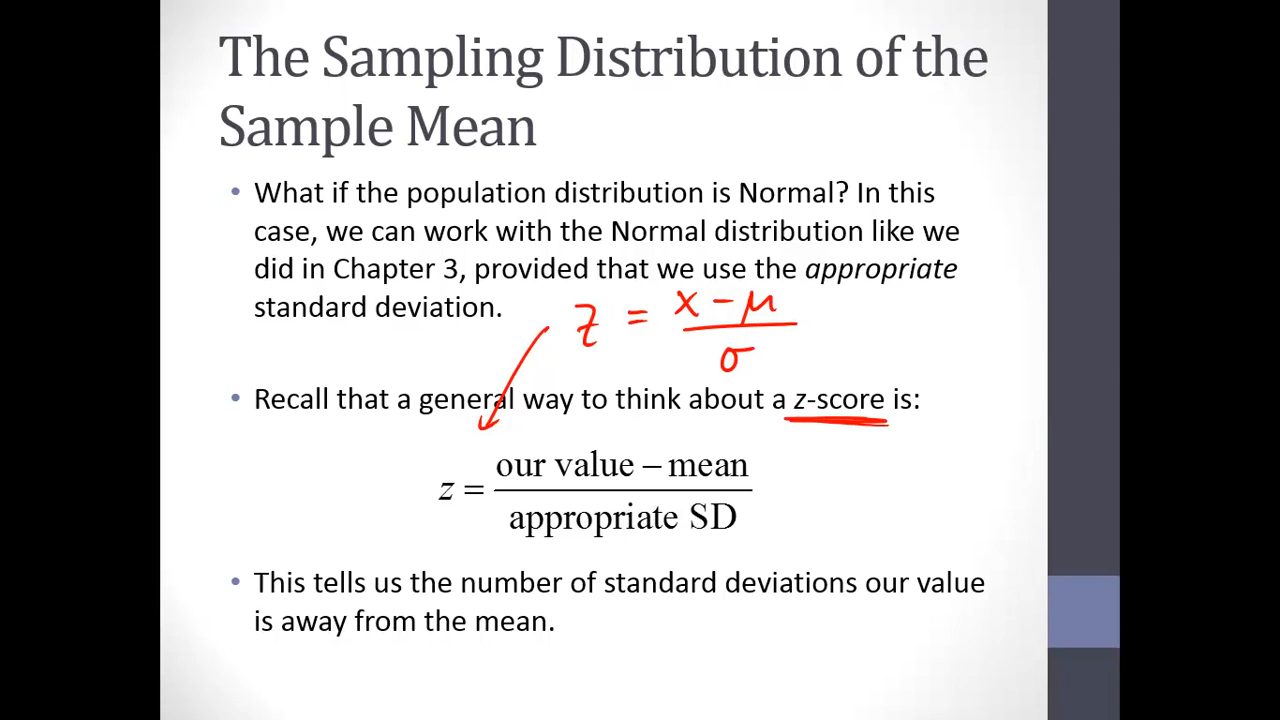 The Sampling Distribution of the
Sample Mean
• What if the population distribution is Normal? In this
case, we can work with the Normal distribution like we
did in Chapter 3, provided that we use the appropriate
standard deviation.
z = x - μ
σ
• Recall that a general way to think about a z-score is:
z = our value – mean
appropriate SD
• This tells us the number of standard deviations our value
is away from the mean.